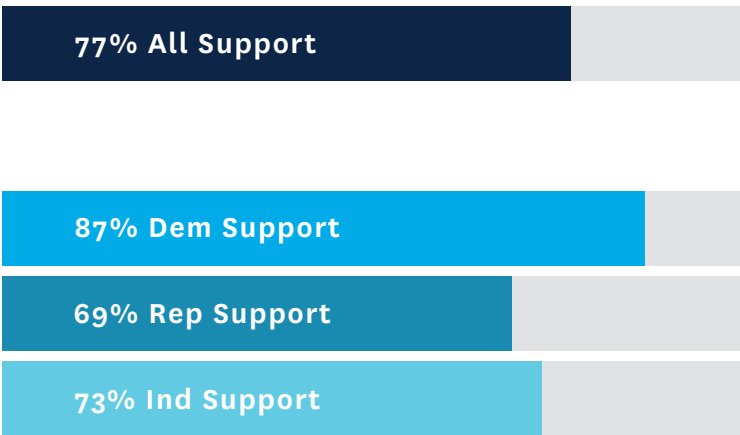 77% All Support
87% Dem Support
69% Rep Support
73% Ind Support